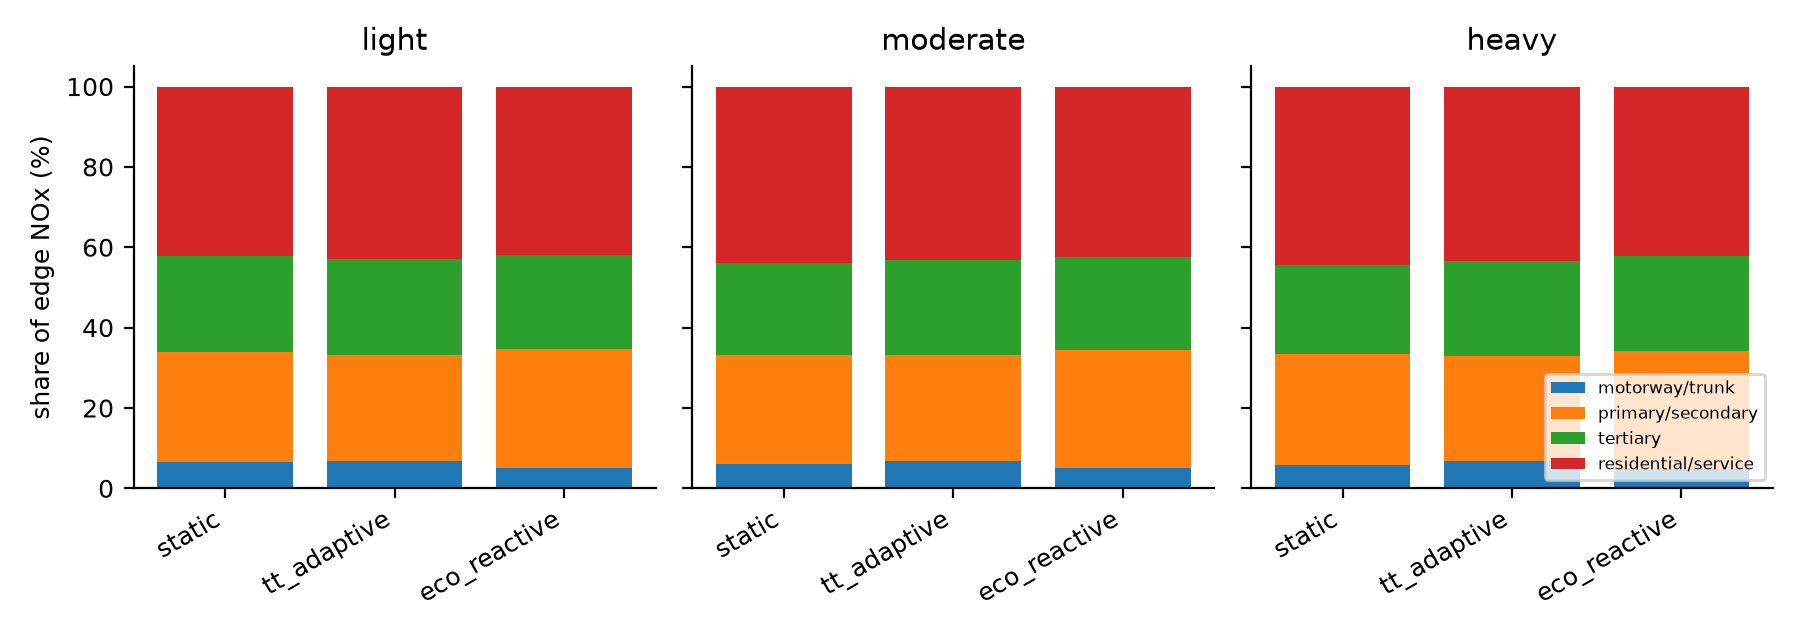 light
moderate
heavy
share of edge NOx (%)
100
80
60
40
20
0
motorway/trunk
primary/secondary
tertiary
residential/service
static
tt_adaptive
eco_reactive
static
tt_adaptive
eco_reactive
static
tt_adaptive
eco_reactive